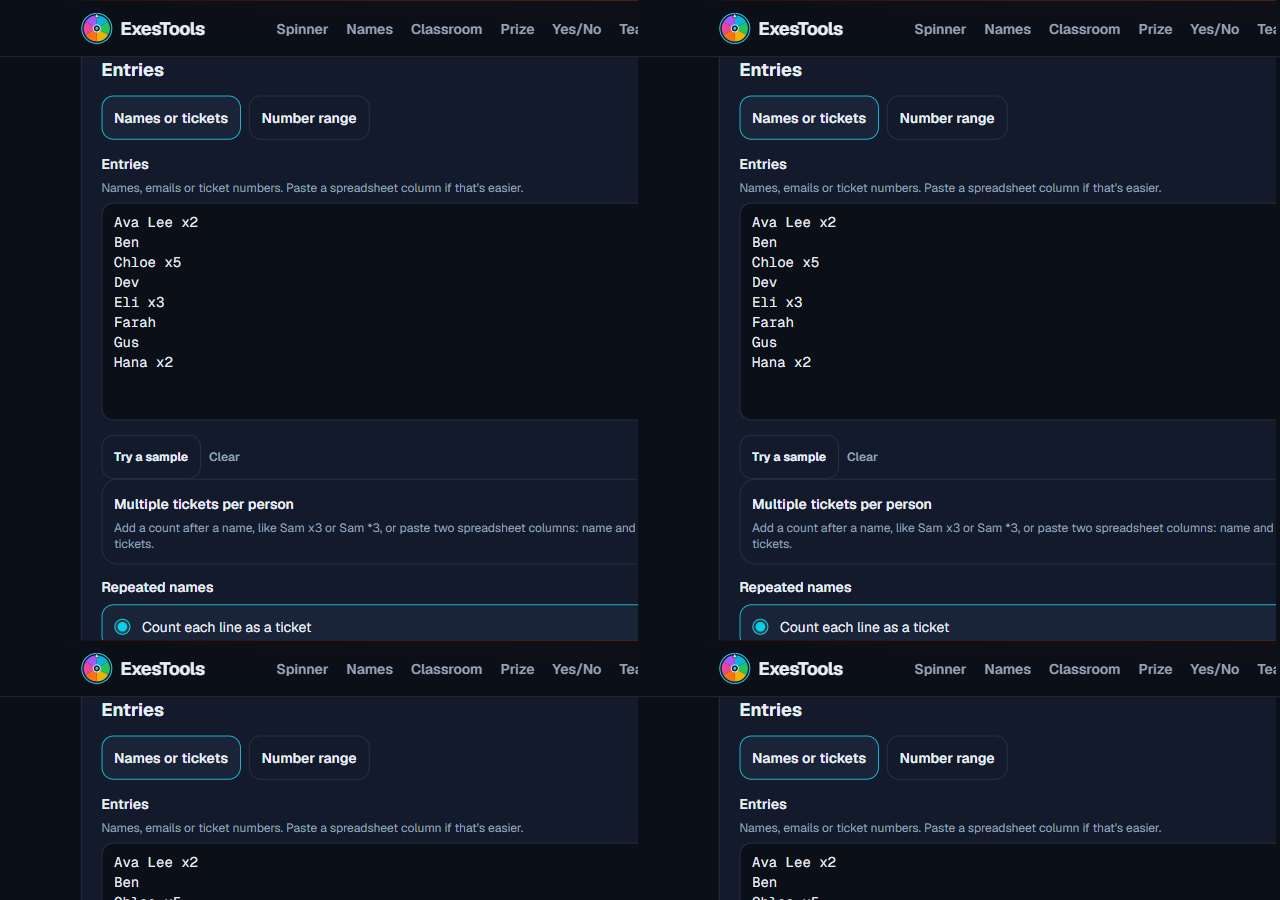 ExesTools Spinner Names Classroom Prize Yes/No
Entries
Names or tickets Number range
Entries
Names, emails or ticket numbers. Paste a spreadsheet column if that's easier.
Ava Lee x2
Ben
Chloe x5
Dev
Eli x3
Farah
Gus
Hana x2
Try a sample Clear
Multiple tickets per person
Add a count after a name, like Sam x3 or Sam *3, or paste two spreadsheet columns: name and
tickets.
Repeated names
Count each line as a ticket
ExesTools Spinner Names Classroom Prize Yes/No
Entries
Names or tickets Number range
Entries
Names, emails or ticket numbers. Paste a spreadsheet column if that's easier.
Ava Lee x2
Ben
Chloe x5
Dev
Eli x3
Farah
Gus
Hana x2
Try a sample Clear
Multiple tickets per person
Add a count after a name, like Sam x3 or Sam *3, or paste two spreadsheet columns: name and
tickets.
Repeated names
Count each line as a ticket
ExesTools Spinner Names Classroom Prize Yes/No
Entries
Names or tickets Number range
Entries
Names, emails or ticket numbers. Paste a spreadsheet column if that's easier.
Ava Lee x2
Ben
ExesTools Spinner Names Classroom Prize Yes/No
Entries
Names or tickets Number range
Entries
Names, emails or ticket numbers. Paste a spreadsheet column if that's easier.
Ava Lee x2
Ben